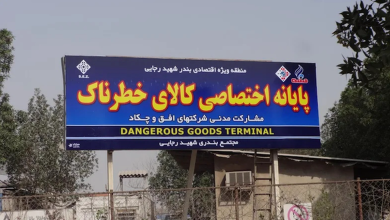 منطقه ویژه اقتصادی بندر شهید رجایی
پایانه اختصاصی کالای خطرناک
مشارکت مدنی شرکتهای افق و چکاد
DANGEROUS GOODS TERMINAL
مجتمع بندری شهید رجایی